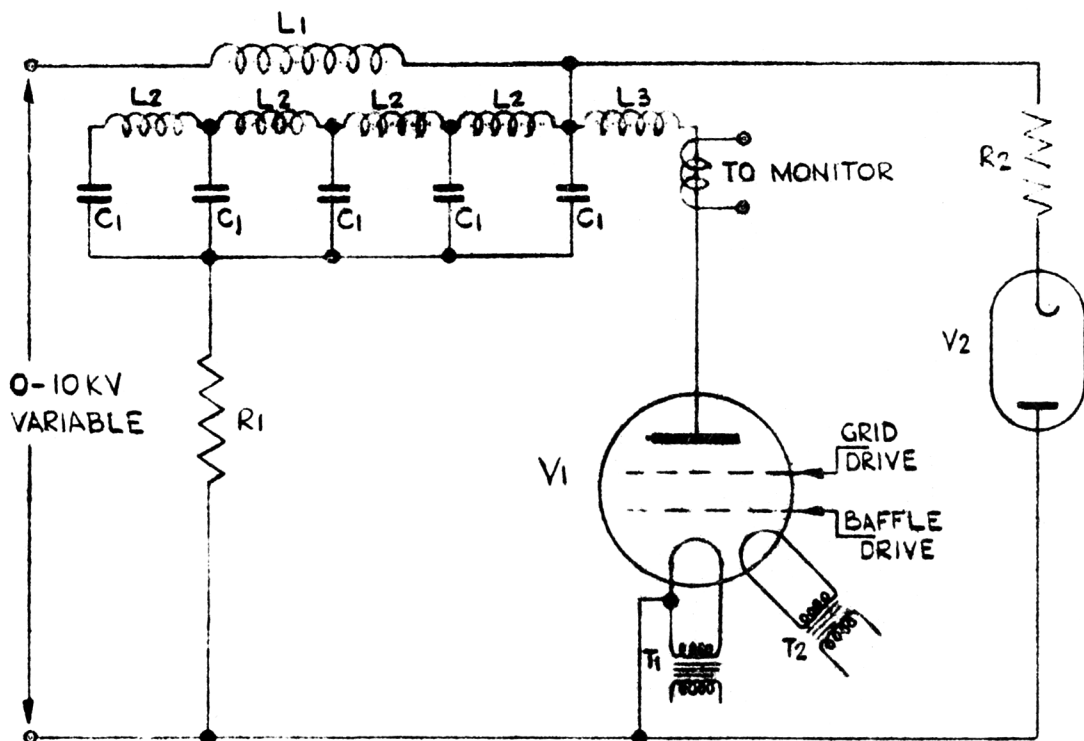 L1
L2
L2
L2
L2
L3
C1
C1
C1
C1
C1
TO MONITOR
R2
V2
0-10KV
VARIABLE
R1
V1
GRID
DRIVE
BAFFLE
DRIVE
T1
T2